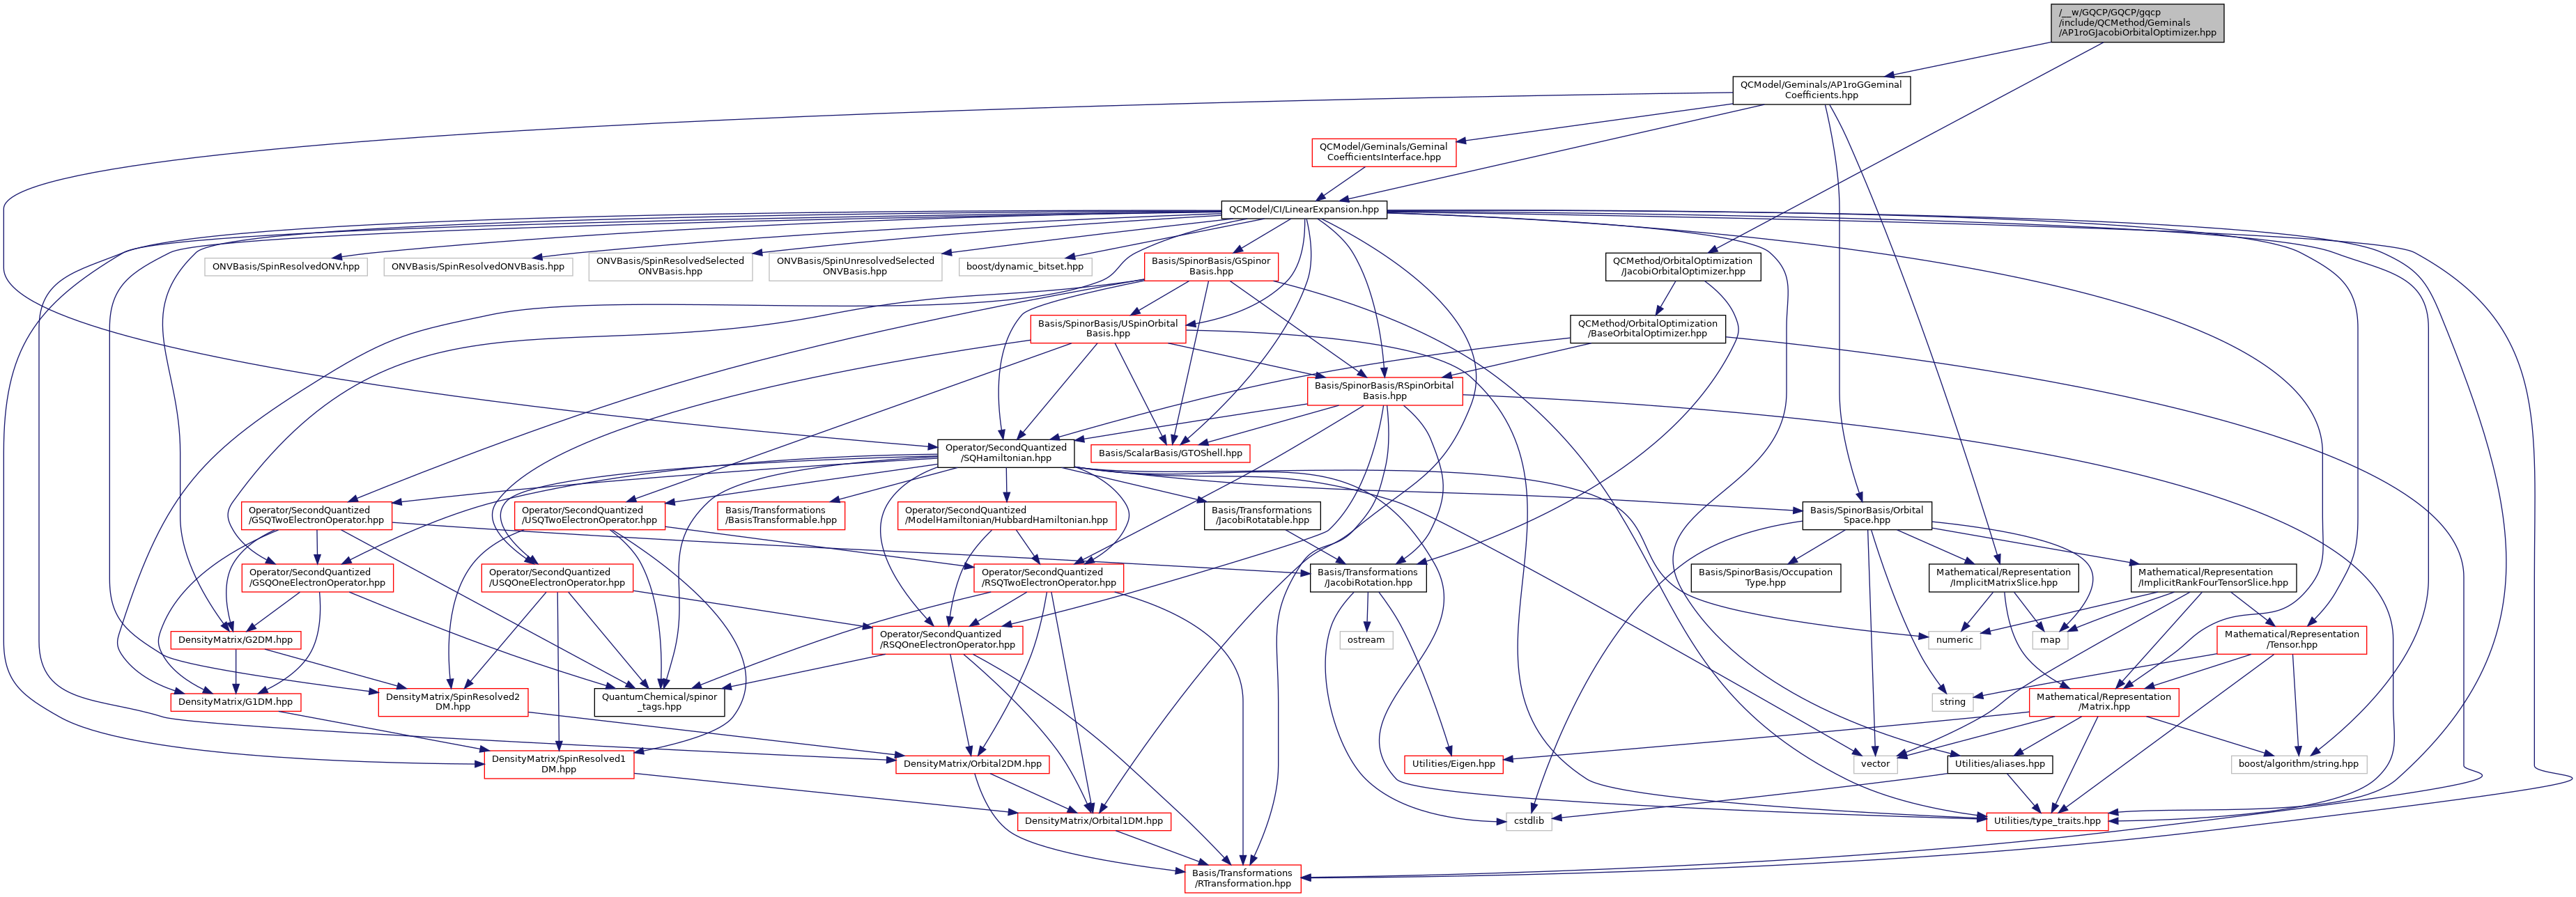 /__w/GQCP/GQCP/gqcp
/include/QCMethod/Geminals
/AP1roGJacobiOrbitalOptimizer.hpp
QCModel/Geminals/AP1roGGeminal
Coefficients.hpp
QCModel/Geminals/Geminal
CoefficientsInterface.hpp
QCModel/CI/LinearExpansion.hpp
ONVBasis/SpinResolvedONV.hpp
ONVBasis/SpinResolvedONVBasis.hpp
ONVBasis/SpinResolvedSelected
ONVBasis.hpp
ONVBasis/SpinUnresolvedSelected
ONVBasis.hpp
boost/dynamic_bitset.hpp
Basis/SpinorBasis/GSpinor
Basis.hpp
QCMethod/OrbitalOptimization
/JacobiOrbitalOptimizer.hpp
Basis/SpinorBasis/USpinOrbital
Basis.hpp
QCMethod/OrbitalOptimization
/BaseOrbitalOptimizer.hpp
Basis/SpinorBasis/RSpinOrbital
Basis.hpp
Operator/SecondQuantized
/SQHamiltonian.hpp
Basis/ScalarBasis/GTOShell.hpp
Operator/SecondQuantized
/GSQTwoElectronOperator.hpp
Operator/SecondQuantized
/USQTwoElectronOperator.hpp
Basis/Transformations
/BasisTransformable.hpp
Operator/SecondQuantized
/ModelHamiltonian/HubbardHamiltonian.hpp
Basis/Transformations
/JacobiRotatable.hpp
Basis/SpinorBasis/Orbital
Space.hpp
Operator/SecondQuantized
/GSQOneElectronOperator.hpp
Operator/SecondQuantized
/USQOneElectronOperator.hpp
Operator/SecondQuantized
/RSQTwoElectronOperator.hpp
Basis/Transformations
/JacobiRotation.hpp
Basis/SpinorBasis/Occupation
Type.hpp
Mathematical/Representation
/ImplicitMatrixSlice.hpp
Mathematical/Representation
/ImplicitRankFourTensorSlice.hpp
DensityMatrix/G2DM.hpp
Operator/SecondQuantized
/RSQOneElectronOperator.hpp
ostream
numeric
map
Mathematical/Representation
/Tensor.hpp
DensityMatrix/G1DM.hpp
DensityMatrix/SpinResolved2
DM.hpp
QuantumChemical/spinor
_tags.hpp
string
Mathematical/Representation
/Matrix.hpp
DensityMatrix/SpinResolved1
DM.hpp
DensityMatrix/Orbital2DM.hpp
Utilities/Eigen.hpp
vector
Utilities/aliases.hpp
boost/algorithm/string.hpp
DensityMatrix/Orbital1DM.hpp
cstdlib
Utilities/type_traits.hpp
Basis/Transformations
/RTransformation.hpp